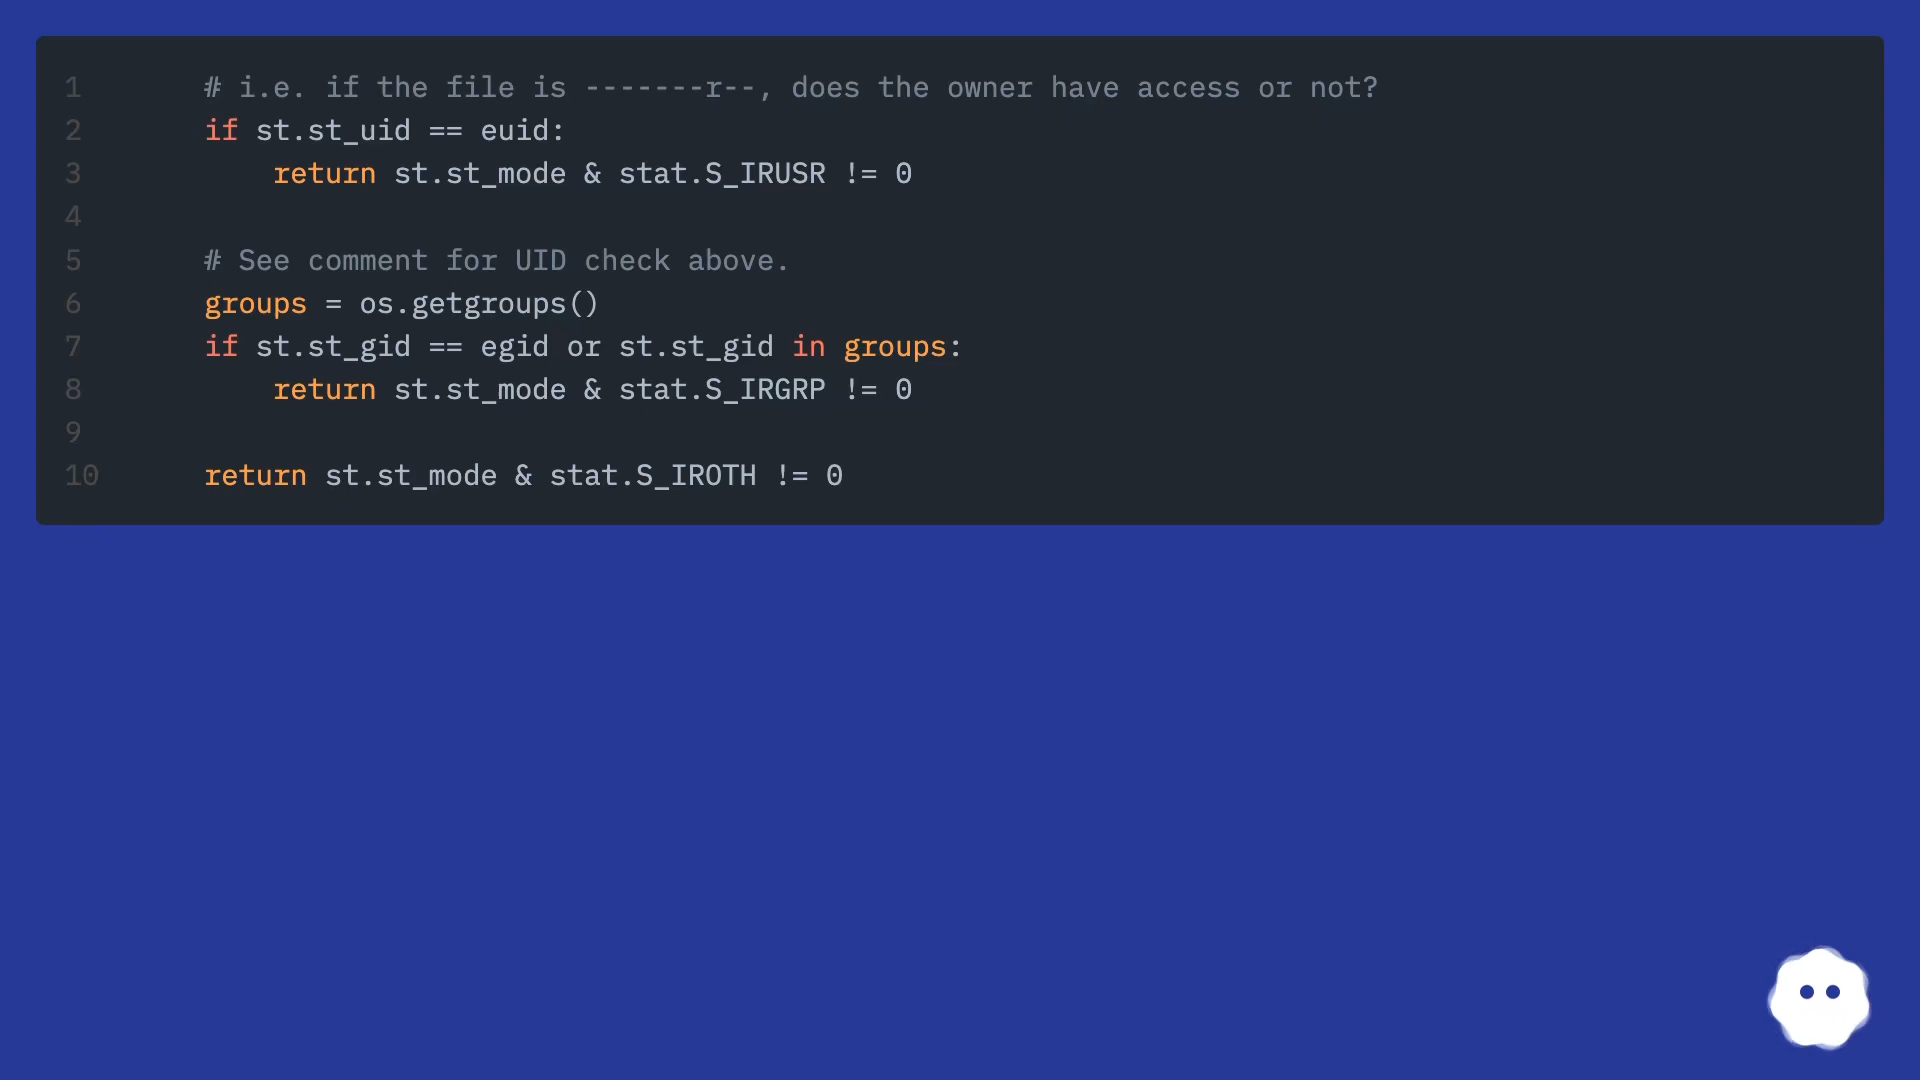 1 # i.e. if the file is -------r--, does the owner have access or not?
2 if st.st_uid == euid:
3 return st.st_mode & stat.S_IRUSR != 0
4
5 # See comment for UID check above.
6 groups = os.getgroups()
7 if st.st_gid == egid or st.st_gid in groups:
8 return st.st_mode & stat.S_IRGRP != 0
9
10 return st.st_mode & stat.S_IROTH != 0